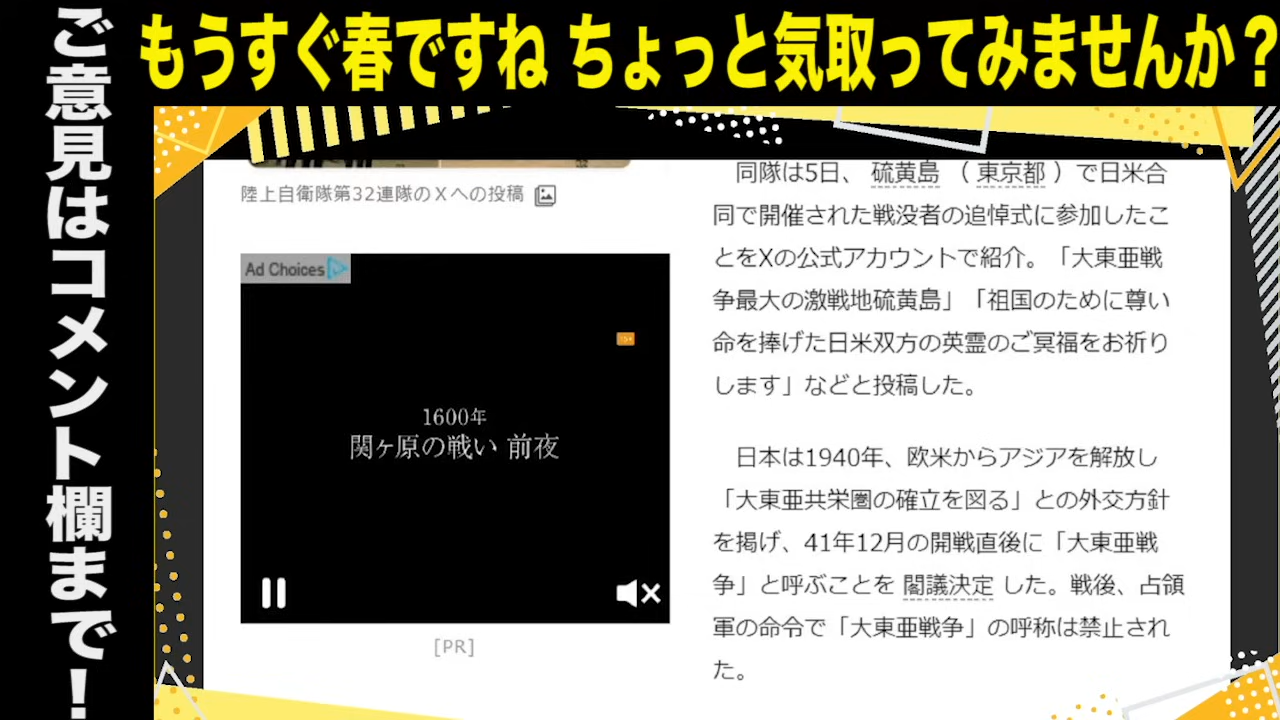 もうすぐ春ですね ちょっと気取ってみませんか？
ご意見はコメント欄まで！
陸上自衛隊第32連隊のＸへの投稿
Ad Choices
1600年
関ヶ原の戦い 前夜
[PR]
同隊は5日、 硫黄島 （ 東京都 ）で日米合
同で開催された戦没者の追悼式に参加したこ
とをXの公式アカウントで紹介。「大東亜戦
争最大の激戦地硫黄島」「祖国のために尊い
命を捧げた日米双方の英霊のご冥福をお祈り
します」などと投稿した。
日本は1940年、欧米からアジアを解放し
「大東亜共栄圏の確立を図る」との外交方針
を掲げ、41年12月の開戦直後に「大東亜戦
争」と呼ぶことを 閣議決定 した。戦後、占領
軍の命令で「大東亜戦争」の呼称は禁止され
た。